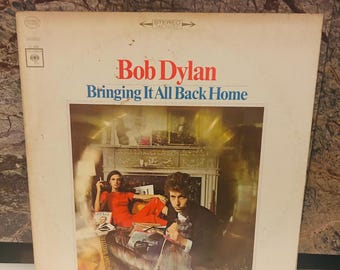 STEREO
Bob Dylan
Bringing It All Back Home